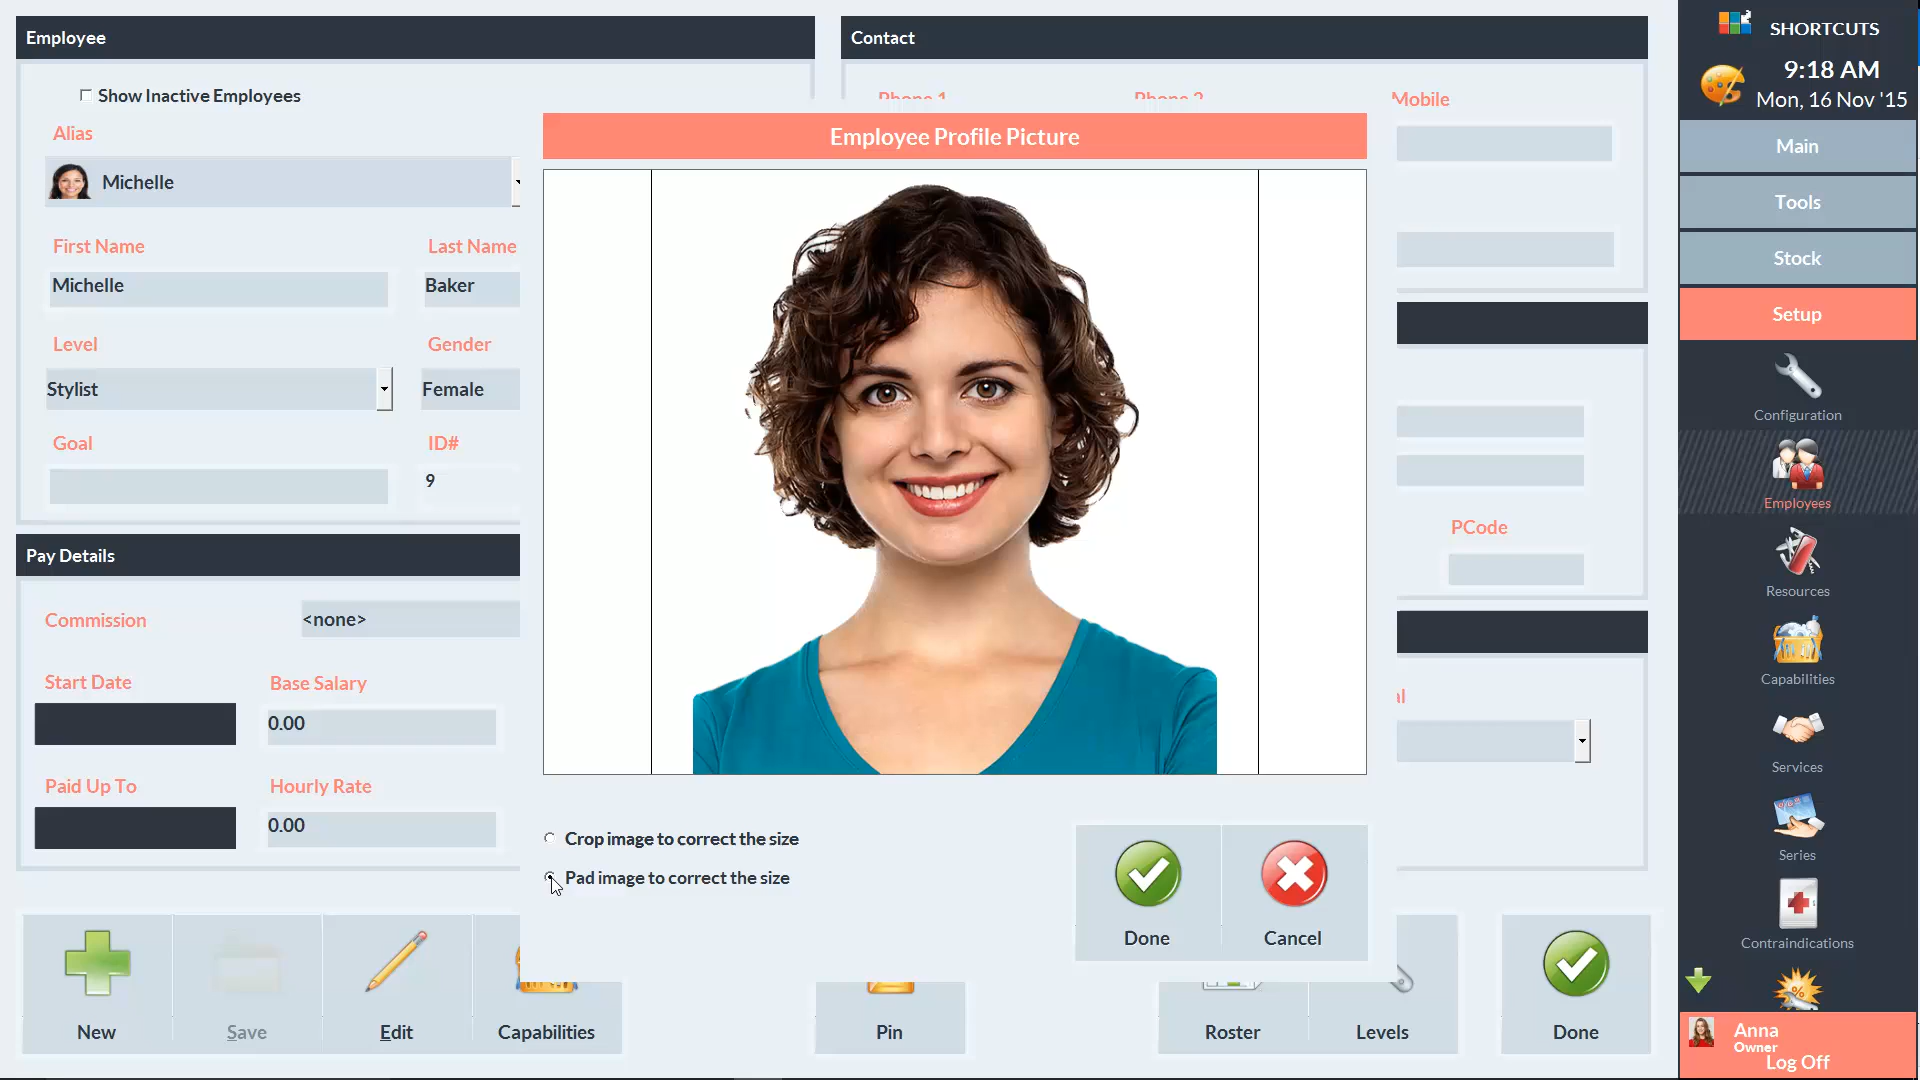 Employee
Show Inactive Employees
Alias
Michelle
First Name
Last Name
Michelle
Baker
Level
Gender
Stylist
Female
Goal
ID#
9
Pay Details
Commission
<none>
Start Date
Base Salary
0.00
Paid Up To
Hourly Rate
0.00
New
Save
Edit
Capabilities
Pin
Roster
Levels
Done
Contact
Phone 1
Phone 2
Mobile
PCode
Employee Profile Picture
Crop image to correct the size
Pad image to correct the size
Done
Cancel
SHORTCUTS
9:18 AM
Mon, 16 Nov '15
Main
Tools
Stock
Setup
Configuration
Employees
Resources
Capabilities
Services
Series
Contraindications
Anna
Owner
Log Off